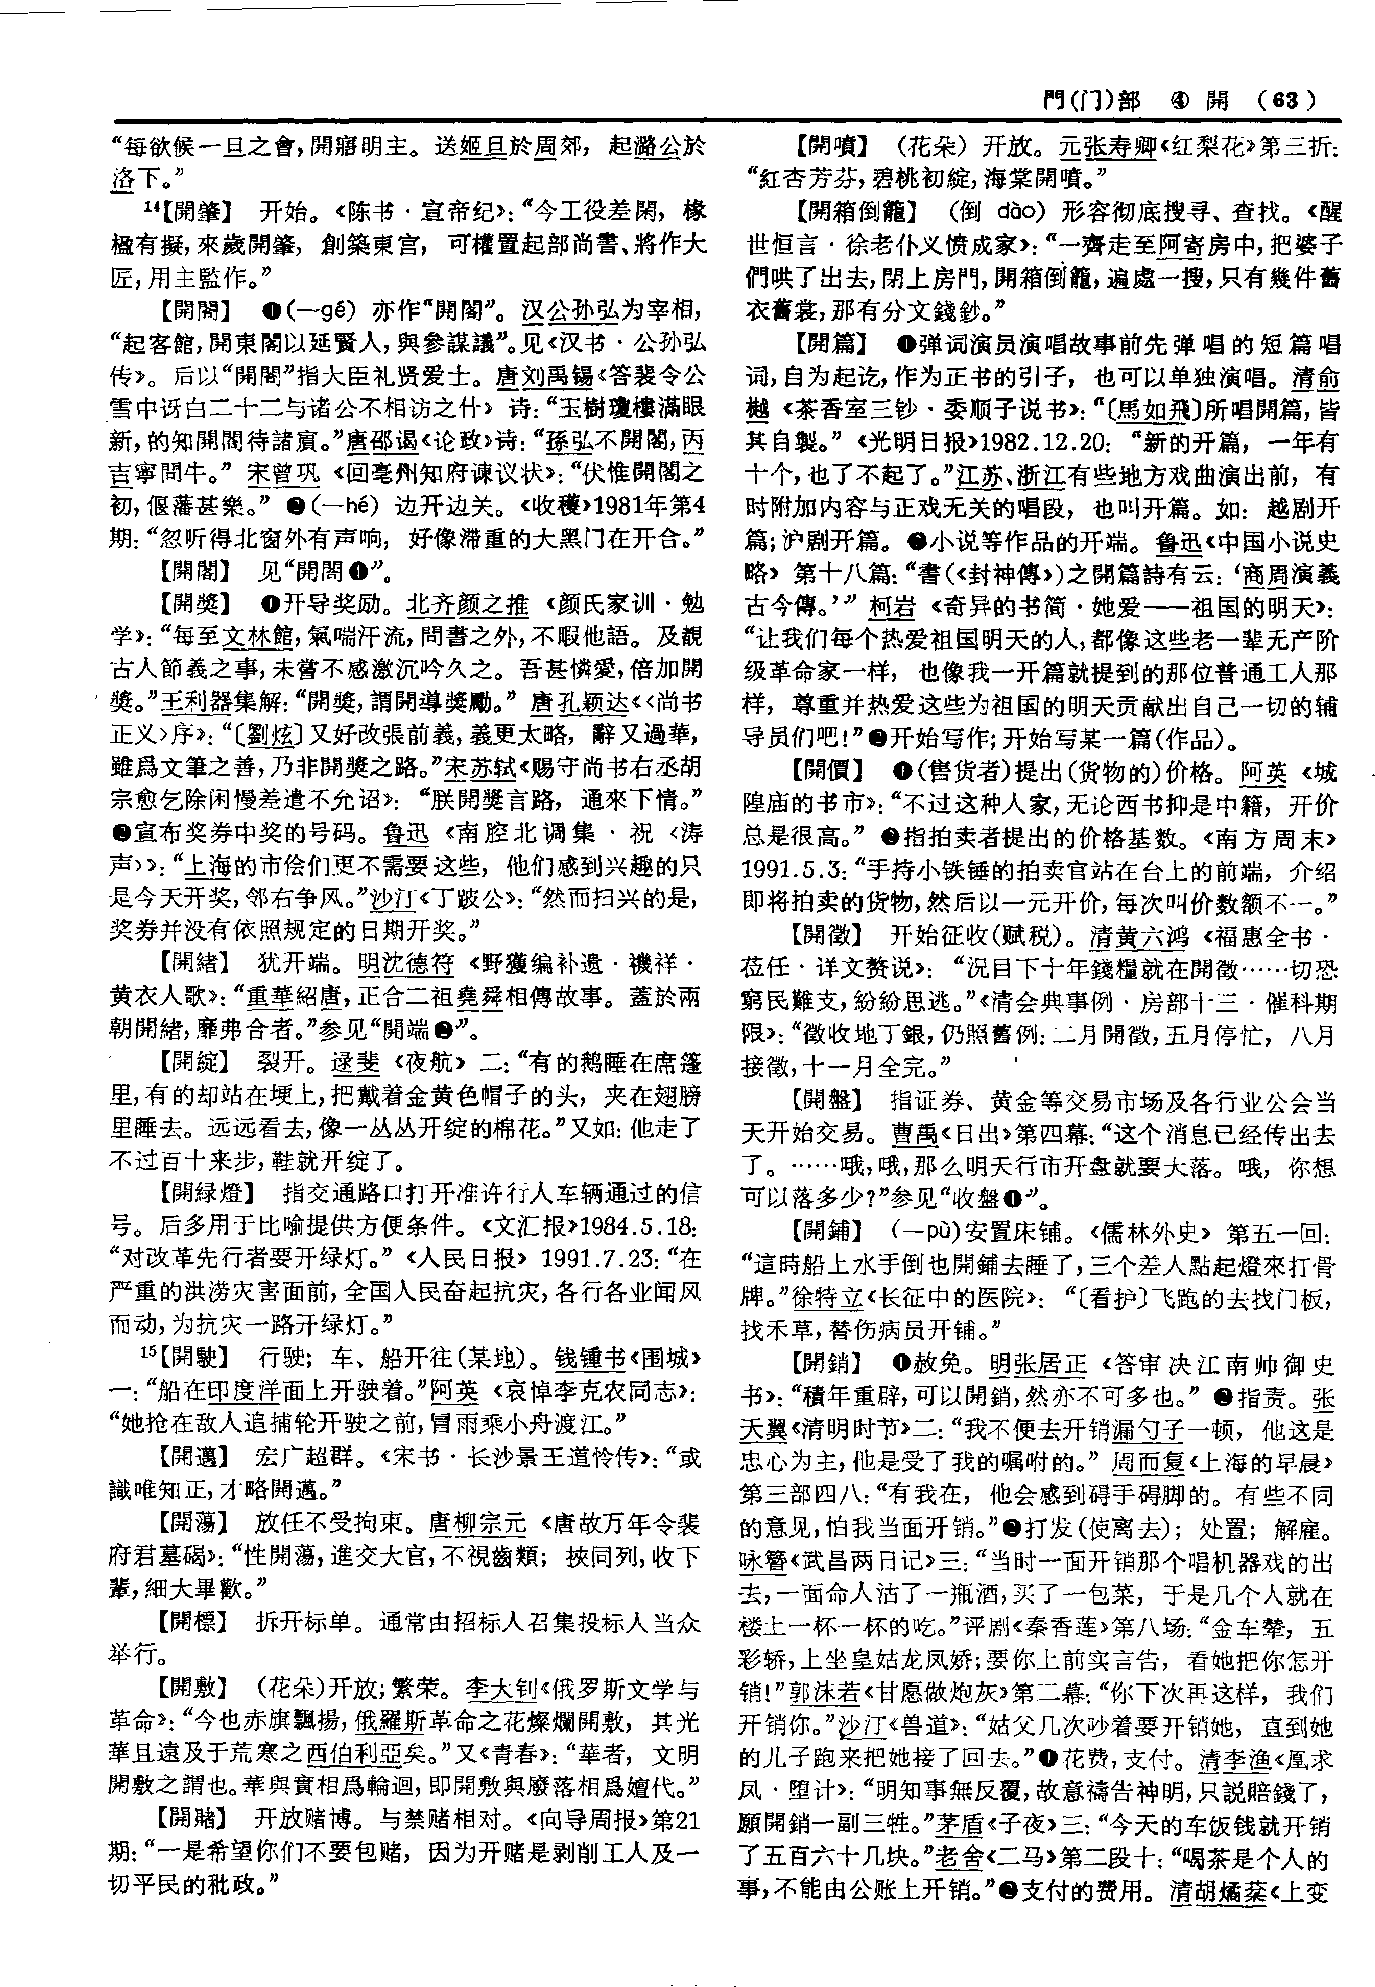 門(门)部 ④ 開 (63)
“每欲候一旦之會，開寤明主。送姬旦於周郊，起潞公於
洛下。”
14【開肇】 开始。《陈书·宣帝纪》：“今工役差閑，椽
楹有擬，來歲開肇，創築東宫，可權置起部尚書、將作大
匠，用主監作。”
【開閤】 ❶(—gé) 亦作“開閣”。汉公孙弘为宰相，
“起客館，開東閤以延賢人，與參謀議”。见《汉书·公孙弘
传》。后以“開閤”指大臣礼贤爱士。唐刘禹锡《答裴令公
雪中讶白二十二与诸公不相访之什》诗：“玉樹瓊樓滿眼
新，的知開閤待諸賓。”唐邵谒《论政》诗：“孫弘不開閤，丙
吉寧問牛。”宋曾巩《回亳州知府谏议状》：“伏惟開閤之
初，偃藩甚樂。”❷(—hé) 边开边关。《收穫》1981年第4
期：“忽听得北窗外有声响，好像滞重的大黑门在开合。”
【開閣】 见“開閤❶”。
【開獎】 ❶开导奖励。北齐颜之推《颜氏家训·勉
学》：“每至文林館，氣喘汗流，問書之外，不暇他語。及覩
古人節義之事，未嘗不感激沉吟久之。吾甚憐愛，倍加開
獎。”王利器集解：“開獎，謂開導獎勵。”唐孔颖达《〈尚书
正义〉序》：“〔劉炫〕又好改張前義，義更太略，辭又過華，
雖爲文筆之善，乃非開獎之路。”宋苏轼《赐守尚书右丞胡
宗愈乞除闲慢差遣不允诏》：“朕開獎言路，通來下情。”
❷宣布奖券中奖的号码。鲁迅《南腔北调集·祝〈涛
声〉》：“上海的市侩们更不需要这些，他们感到兴趣的只
是今天开奖，邻右争风。”沙汀《丁跛公》：“然而扫兴的是，
奖券并没有依照规定的日期开奖。”
【開緒】 犹开端。明沈德符《野獲编补遗·禨祥·
黄衣人歌》：“重華紹唐，正合二祖堯舜相傳故事。蓋於兩
朝開緒，靡弗合者。”参见“開端❷”。
【開綻】 裂开。逯斐《夜航》二：“有的鹅睡在席篷
里，有的却站在埂上，把戴着金黄色帽子的头，夹在翅膀
里睡去。远远看去，像一丛丛开绽的棉花。”又如：他走了
不过百十来步，鞋就开绽了。
【開緑燈】 指交通路口打开准许行人车辆通过的信
号。后多用于比喻提供方便条件。《文汇报》1984.5.18：
“对改革先行者要开绿灯。”《人民日报》1991.7.23：“在
严重的洪涝灾害面前，全国人民奋起抗灾，各行各业闻风
而动，为抗灾一路开绿灯。”
15【開駛】 行驶；车、船开往(某地)。钱锺书《围城》
一：“船在印度洋面上开驶着。”阿英《哀悼李克农同志》：
“她抢在敌人追捕轮开驶之前，冒雨乘小舟渡江。”
【開邁】 宏广超群。《宋书·长沙景王道怜传》：“或
識唯知正，才略開邁。”
【開蕩】 放任不受拘束。唐柳宗元《唐故万年令裴
府君墓碣》：“性開蕩，進交大官，不視齒類；挾同列，收下
輩，細大畢歡。”
【開標】 拆开标单。通常由招标人召集投标人当众
举行。
【開敷】 (花朵)开放；繁荣。李大钊《俄罗斯文学与
革命》：“今也赤旗飄揚，俄羅斯革命之花燦爛開敷，其光
華且遠及于荒寒之西伯利亞矣。”又《青春》：“華者，文明
開敷之謂也。華與實相爲輪迴，即開敷與廢落相爲嬗代。”
【開賭】 开放赌博。与禁赌相对。《向导周报》第21
期：“一是希望你们不要包赌，因为开赌是剥削工人及一
切平民的秕政。”
【開噴】 (花朵) 开放。元张寿卿《红梨花》第三折：
“紅杏芳芬，碧桃初綻，海棠開噴。”
【開箱倒籠】 (倒 dào) 形容彻底搜寻、查找。《醒
世恒言·徐老仆义愤成家》：“一齊走至阿寄房中，把婆子
們哄了出去，閉上房門，開箱倒籠，遍處一搜，只有幾件舊
衣舊裳，那有分文錢鈔。”
【開篇】 ❶弹词演员演唱故事前先弹唱的短篇唱
词，自为起讫，作为正书的引子，也可以单独演唱。清俞
樾《茶香室三钞·委顺子说书》：“〔馬如飛〕所唱開篇，皆
其自製。”《光明日报》1982.12.20：“新的开篇，一年有
十个，也了不起了。”江苏、浙江有些地方戏曲演出前，有
时附加内容与正戏无关的唱段，也叫开篇。如：越剧开
篇；沪剧开篇。❷小说等作品的开端。鲁迅《中国小说史
略》第十八篇：“書(《封神傳》)之開篇詩有云：‘商周演義
古今傳。’”柯岩《奇异的书简·她爱——祖国的明天》：
“让我们每个热爱祖国明天的人，都像这些老一辈无产阶
级革命家一样，也像我一开篇就提到的那位普通工人那
样，尊重并热爱这些为祖国的明天贡献出自己一切的辅
导员们吧！”❸开始写作；开始写某一篇(作品)。
【開價】 ❶(售货者)提出(货物的)价格。阿英《城
隍庙的书市》：“不过这种人家，无论西书抑是中籍，开价
总是很高。”❷指拍卖者提出的价格基数。《南方周末》
1991.5.3：“手持小铁锤的拍卖官站在台上的前端，介绍
即将拍卖的货物，然后以一元开价，每次叫价数额不一。”
【開徵】 开始征收(赋税)。清黄六鸿《福惠全书·
莅任·详文赘说》：“況目下十年錢糧就在開徵……切恐
窮民難支，紛紛思逃。”《清会典事例·房部十三·催科期
限》：“徵收地丁銀，仍照舊例：二月開徵，五月停忙，八月
接徵，十一月全完。”
【開盤】 指证券、黄金等交易市场及各行业公会当
天开始交易。曹禹《日出》第四幕：“这个消息已经传出去
了。……哦，哦，那么明天行市开盘就要大落。哦，你想
可以落多少？”参见“收盤❶”。
【開鋪】 (—pù)安置床铺。《儒林外史》第五一回：
“這時船上水手倒也開鋪去睡了，三个差人點起燈來打骨
牌。”徐特立《长征中的医院》：“〔看护〕飞跑的去找门板，
找禾草，替伤病员开铺。”
【開銷】 ❶赦免。明张居正《答审决江南帅御史
书》：“積年重辟，可以開銷，然亦不可多也。”❷指责。张
天翼《清明时节》二：“我不便去开销漏勺子一顿，他这是
忠心为主，他是受了我的嘱咐的。”周而复《上海的早晨》
第三部四八：“有我在，他会感到碍手碍脚的。有些不同
的意见，怕我当面开销。”❸打发(使离去)；处置；解雇。
咏簪《武昌两日记》三：“当时一面开销那个唱机器戏的出
去，一面命人沽了一瓶酒，买了一包菜，于是几个人就在
楼上一杯一杯的吃。”评剧《秦香莲》第八场：“金车辇，五
彩轿，上坐皇姑龙凤娇；要你上前实言告，看她把你怎开
销！”郭沫若《甘愿做炮灰》第二幕：“你下次再这样，我们
开销你。”沙汀《兽道》：“姑父几次吵着要开销她，直到她
的儿子跑来把她接了回去。”❹花费，支付。清李渔《凰求
凤·堕计》：“明知事無反覆，故意禱告神明，只説賠錢了，
願開銷一副三牲。”茅盾《子夜》三：“今天的车饭钱就开销
了五百六十几块。”老舍《二马》第二段十：“喝茶是个人的
事，不能由公账上开销。”❺支付的费用。清胡燏棻《上变